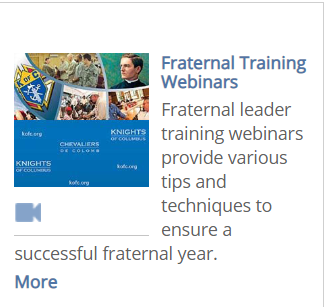 Fraternal Training
Webinars
Fraternal leader
training webinars
provide various
tips and
techniques to
ensure a
successful fraternal year.
More
K OF C
kofc.org
KNIGHTS
OF COLUMBUS
CHEVALIERS
DE COLOMB
kofc.org
KNIGHTS
OF COLUMBUS
kofc.org